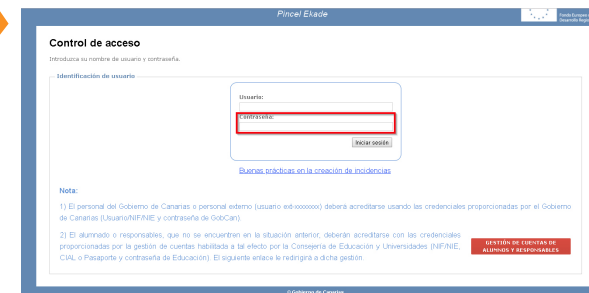 Pincel Ekade
Fondo Europeo
Desarrollo Regio
Control de acceso
Introduzca su nombre de usuario y contraseña.
Identificación de usuario
Usuario:
Contraseña:
Iniciar sesión
Buenas prácticas en la creación de incidencias
Nota:
1) El personal del Gobierno de Canarias o personal externo (usuario ext-xxxxxxx) deberá acreditarse usando las credenciales proporcionadas por el Gobierno
de Canarias (Usuario/NIF/NIE y contraseña de GobCan).
2) El alumnado o responsables, que no se encuentren en la situación anterior, deberán acreditarse con las credenciales
proporcionadas por la gestión de cuentas habilitada a tal efecto por la Consejería de Educación y Universidades (NIF/NIE,
CIAL o Pasaporte y contraseña de Educación). El siguiente enlace le redirigirá a dicha gestión.
GESTIÓN DE CUENTAS DE
ALUMNOS Y RESPONSABLES
© Gobierno de Canarias